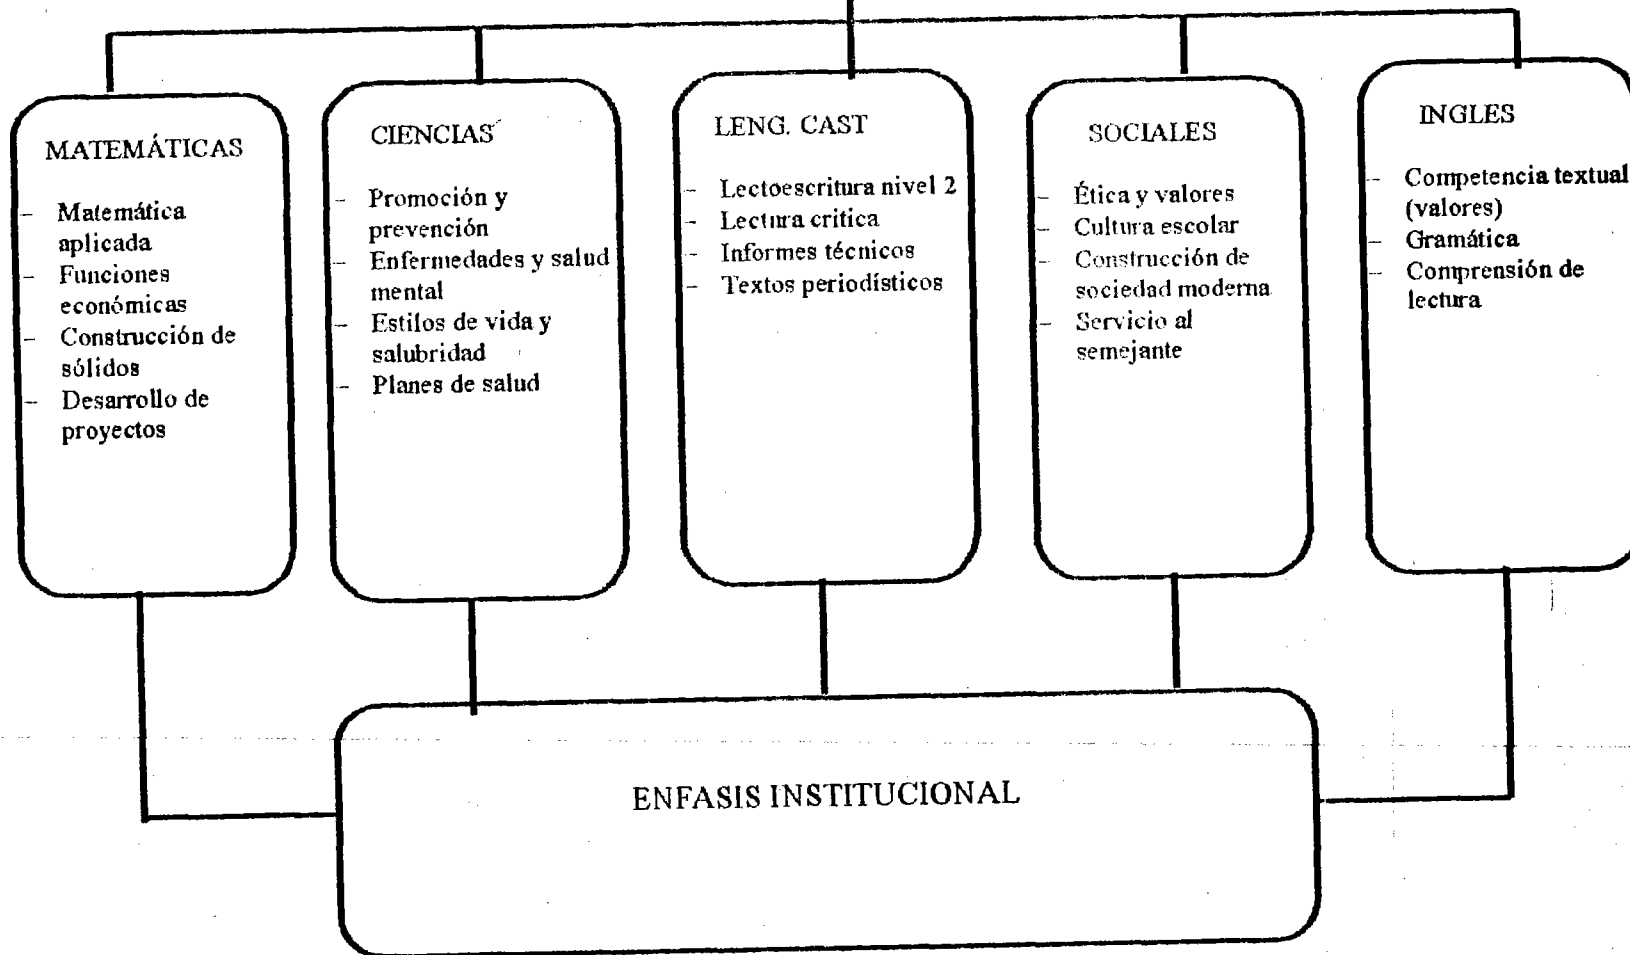 MATEMÁTICAS
- Matemática
aplicada
- Funciones
económicas
- Construcción de
sólidos
- Desarrollo de
proyectos
CIENCIAS
- Promoción y
prevención
- Enfermedades y salud
mental
- Estilos de vida y
salubridad
- Planes de salud
LENG. CAST
- Lectoescritura nivel 2
- Lectura critica
- Informes técnicos
- Textos periodísticos
SOCIALES
- Ética y valores
- Cultura escolar
- Construcción de
sociedad moderna
- Servicio al
semejante
INGLES
- Competencia textual
(valores)
- Gramática
- Comprensión de
lectura
ENFASIS INSTITUCIONAL